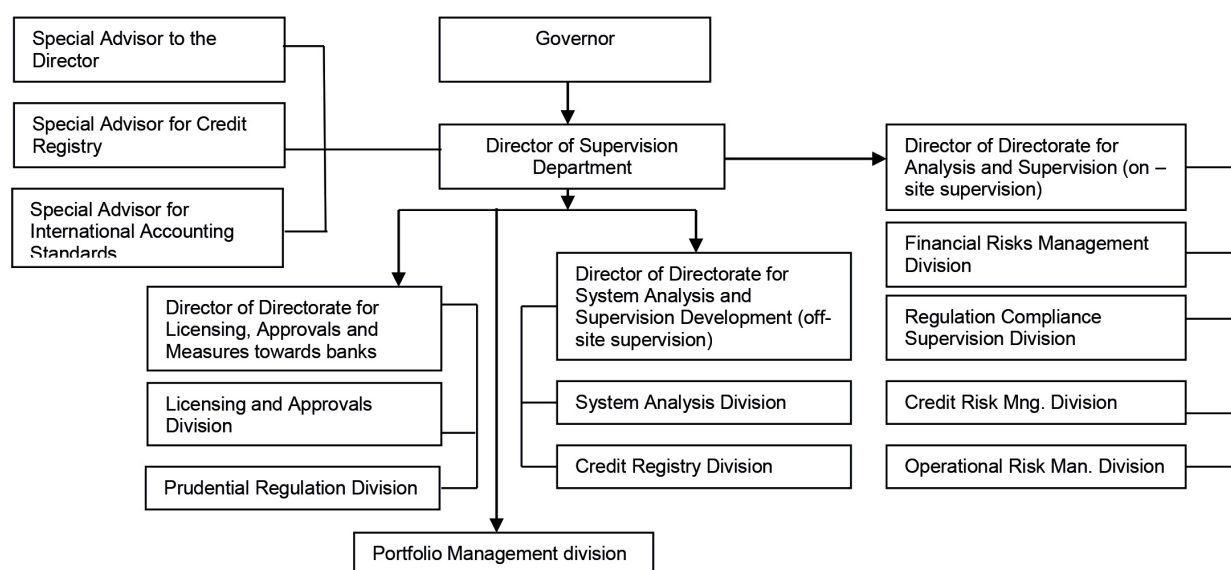 Special Advisor to the
Director
Governor
Special Advisor for Credit
Registry
Director of Supervision
Department
Director of Directorate for
Analysis and Supervision (on –
site supervision)
Special Advisor for
International Accounting
Standards
Financial Risks Management
Division
Director of Directorate for
System Analysis and
Supervision Development (off-
site supervision)
Director of Directorate for
Licensing, Approvals and
Measures towards banks
Regulation Compliance
Supervision Division
Licensing and Approvals
Division
System Analysis Division
Credit Risk Mng. Division
Prudential Regulation Division
Credit Registry Division
Operational Risk Man. Division
Portfolio Management division